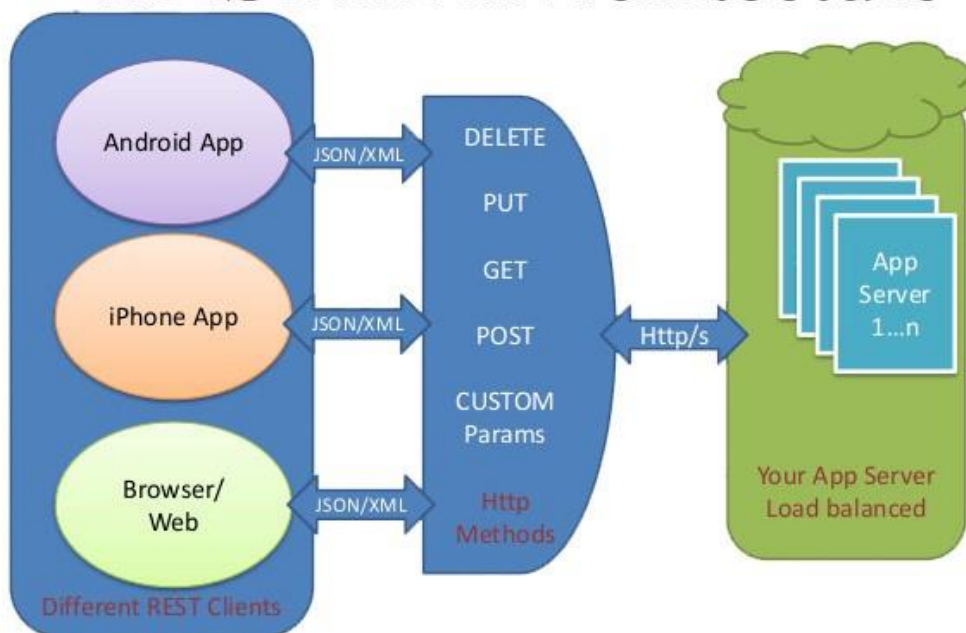 Android App
JSON/XML
DELETE
PUT
GET
iPhone App
JSON/XML
POST
CUSTOM
Params
Browser/
Web
JSON/XML
Http
Methods
Different REST Clients
Http/s
App
Server
1...n
Your App Server
Load balanced